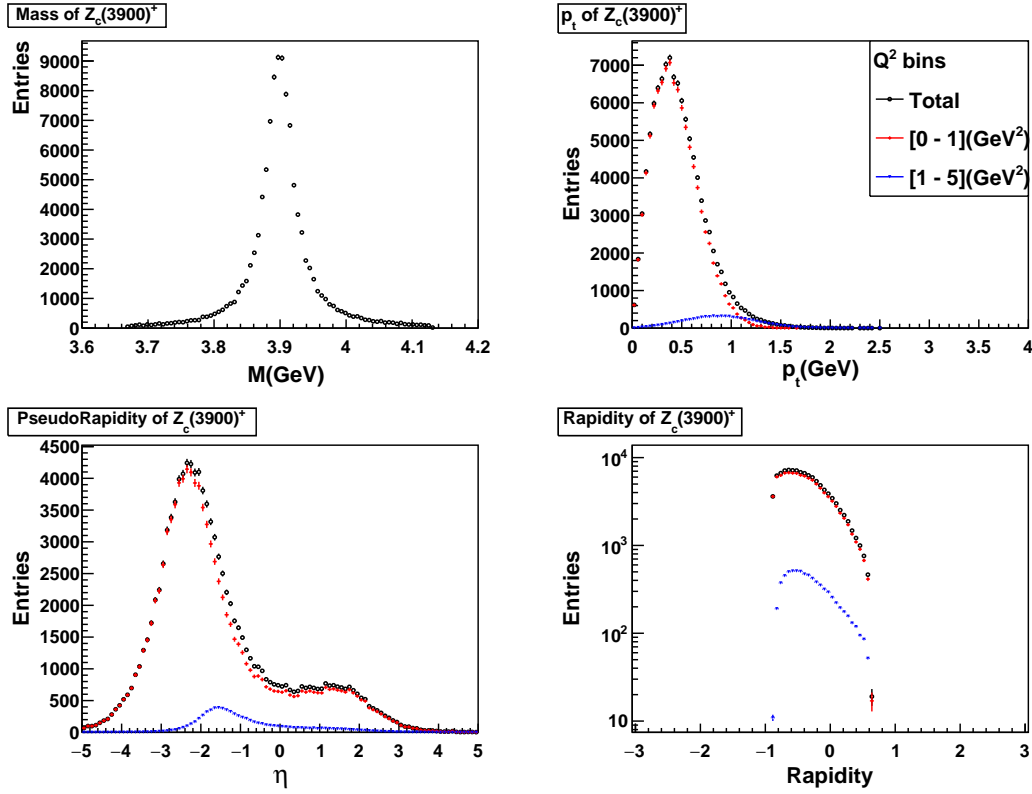 Mass of Z_c(3900)^+
Entries
9000
8000
7000
6000
5000
4000
3000
2000
1000
0
3.6 3.7 3.8 3.9 4 4.1 4.2
M(GeV)
p_t of Z_c(3900)^+
Entries
7000
6000
5000
4000
3000
2000
1000
0
0 0.5 1 1.5 2 2.5 3 3.5 4
p_t(GeV)
Q^2 bins
Total
[0 - 1](GeV^2)
[1 - 5](GeV^2)
PseudoRapidity of Z_c(3900)^+
Entries
4500
4000
3500
3000
2500
2000
1500
1000
500
0
−5 −4 −3 −2 −1 0 1 2 3 4 5
η
Rapidity of Z_c(3900)^+
Entries
10^4
10^3
10^2
10
−3 −2 −1 0 1 2 3
Rapidity